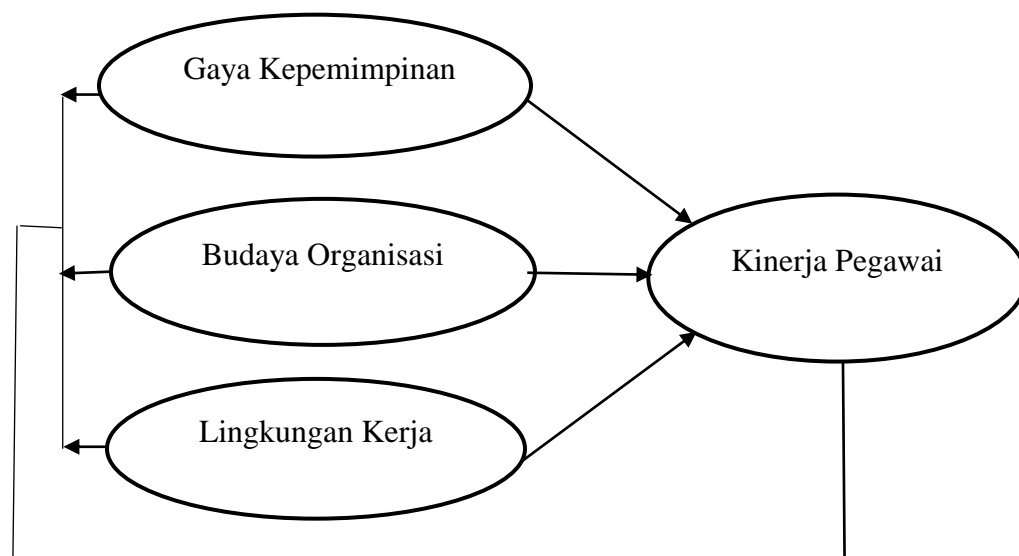 Gaya Kepemimpinan
Budaya Organisasi
Kinerja Pegawai
Lingkungan Kerja